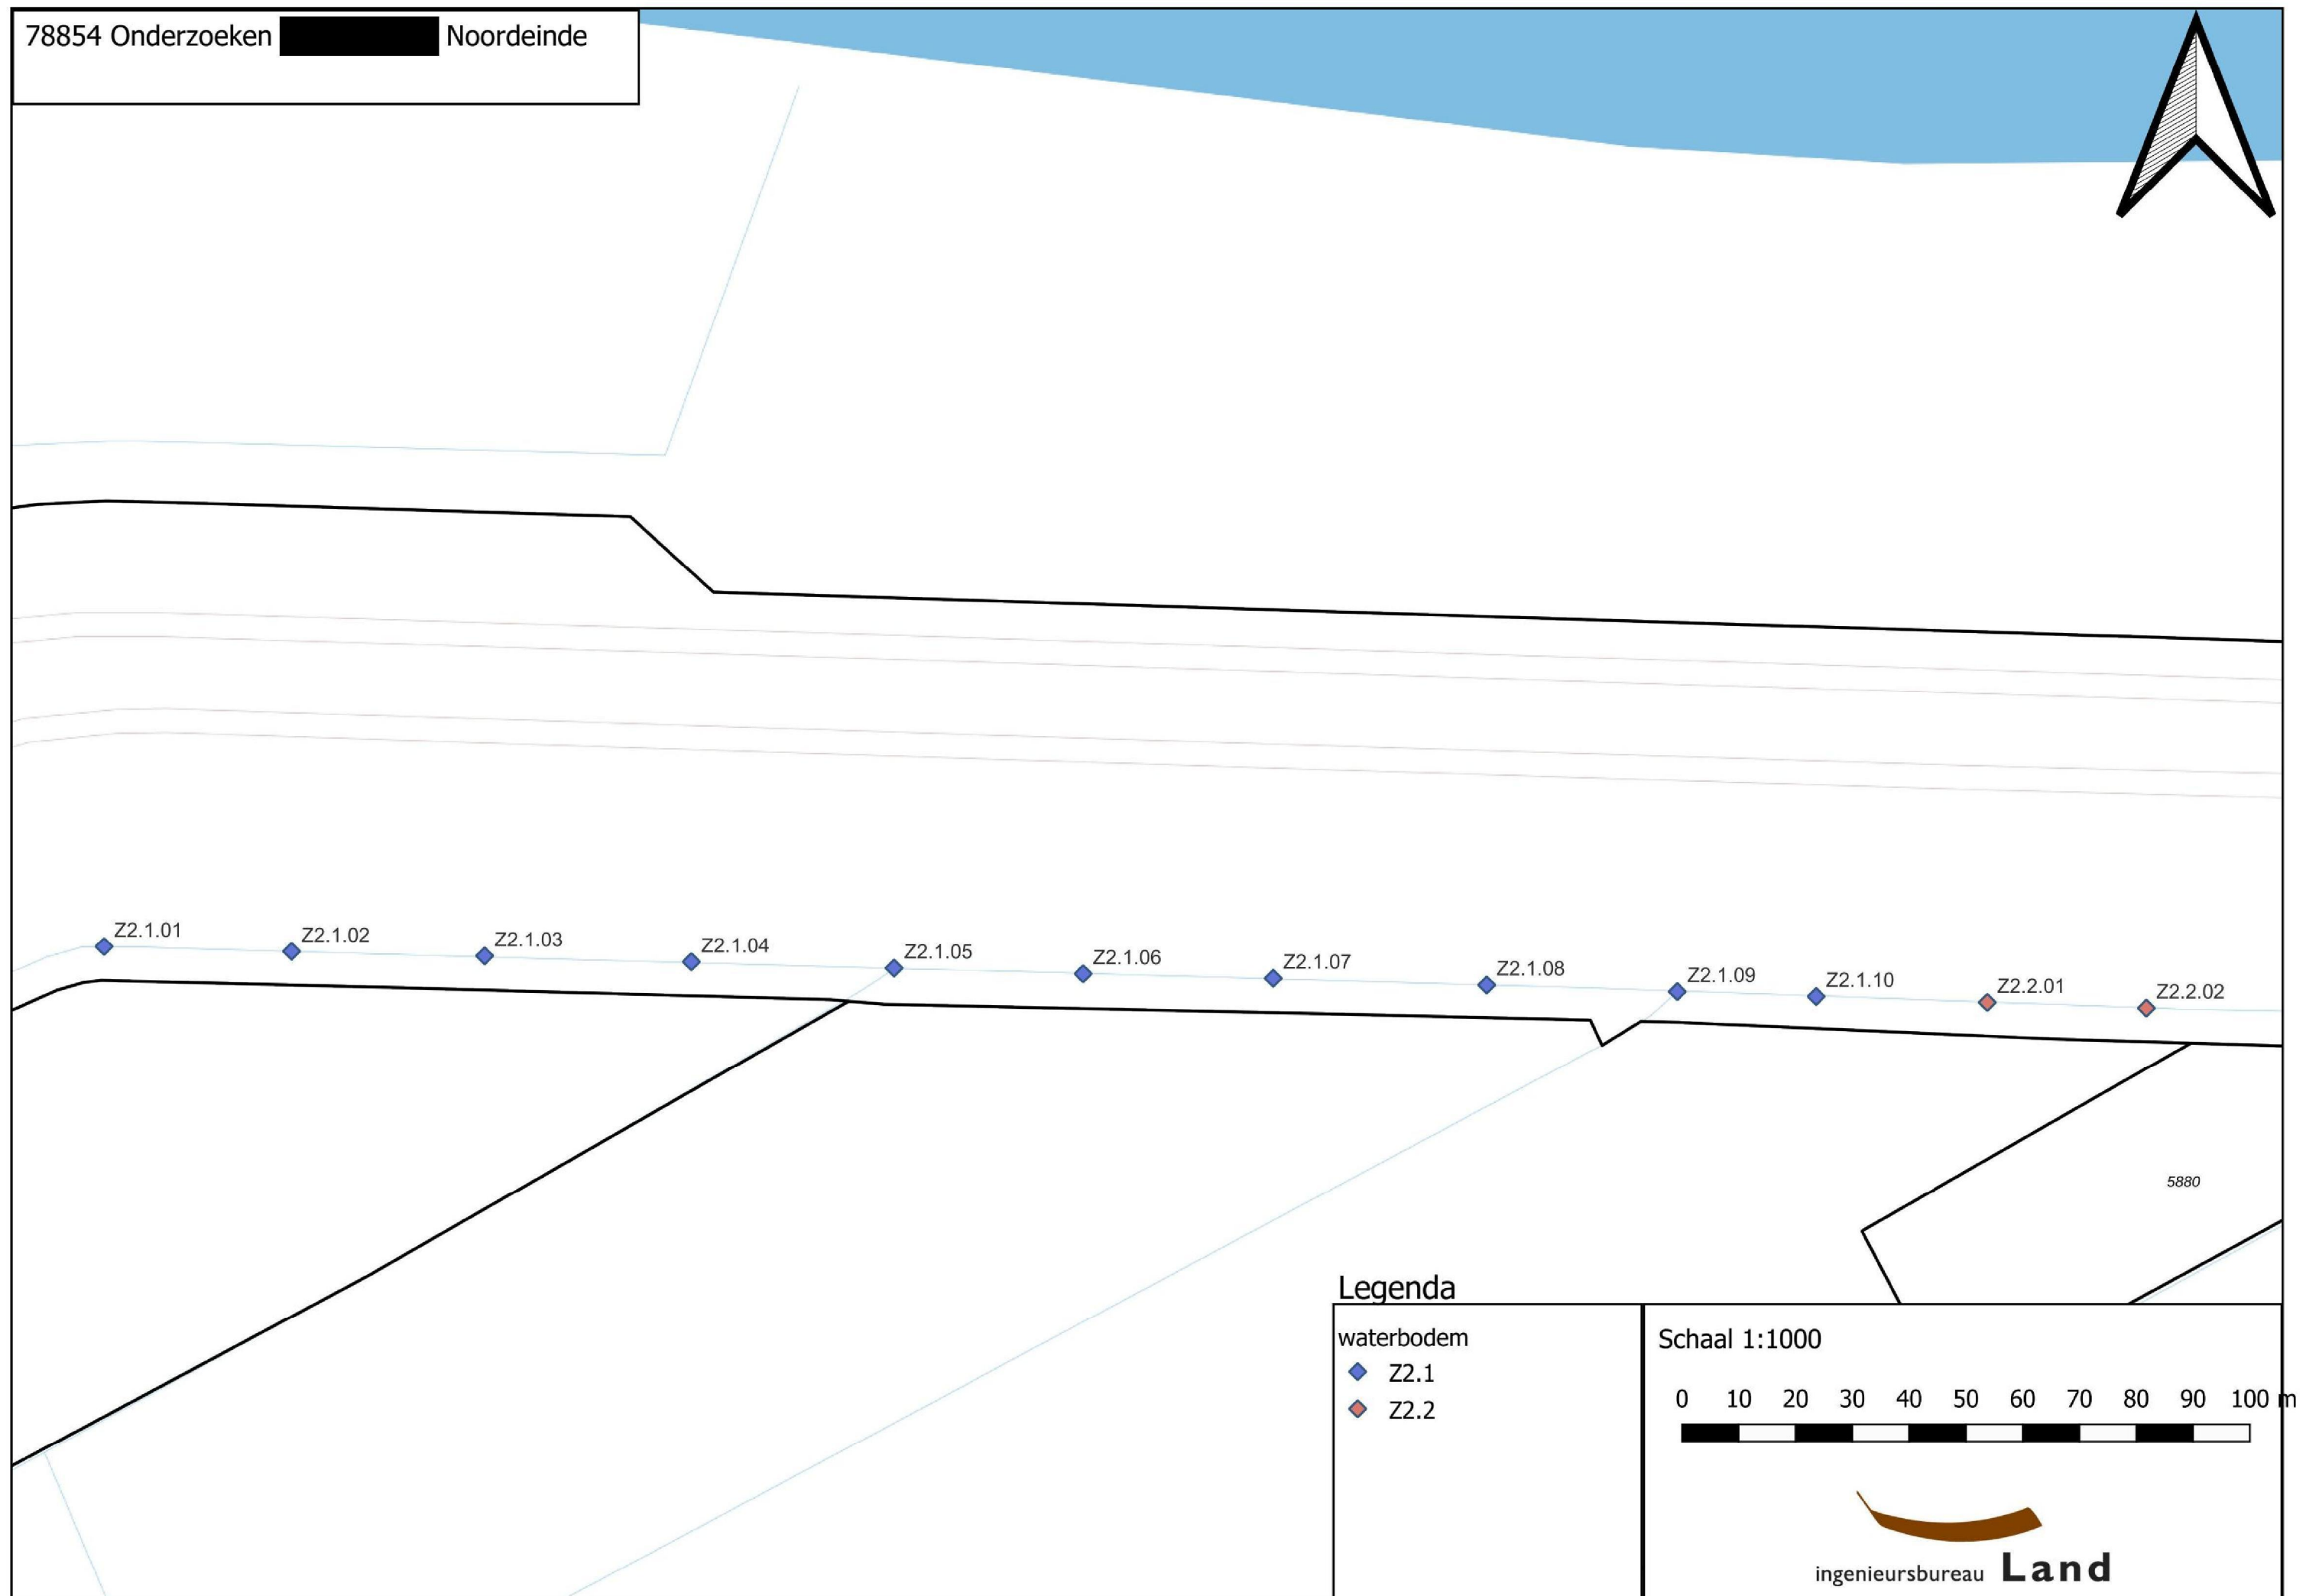 78854 Onderzoeken Noordeinde
Z2.1.01
Z2.1.02
Z2.1.03
Z2.1.04
Z2.1.05
Z2.1.06
Z2.1.07
Z2.1.08
Z2.1.09
Z2.1.10
Z2.2.01
Z2.2.02
5880
Legenda
waterbodem
Z2.1
Z2.2
Schaal 1:1000
0 10 20 30 40 50 60 70 80 90 100 m
ingenieursbureau Land